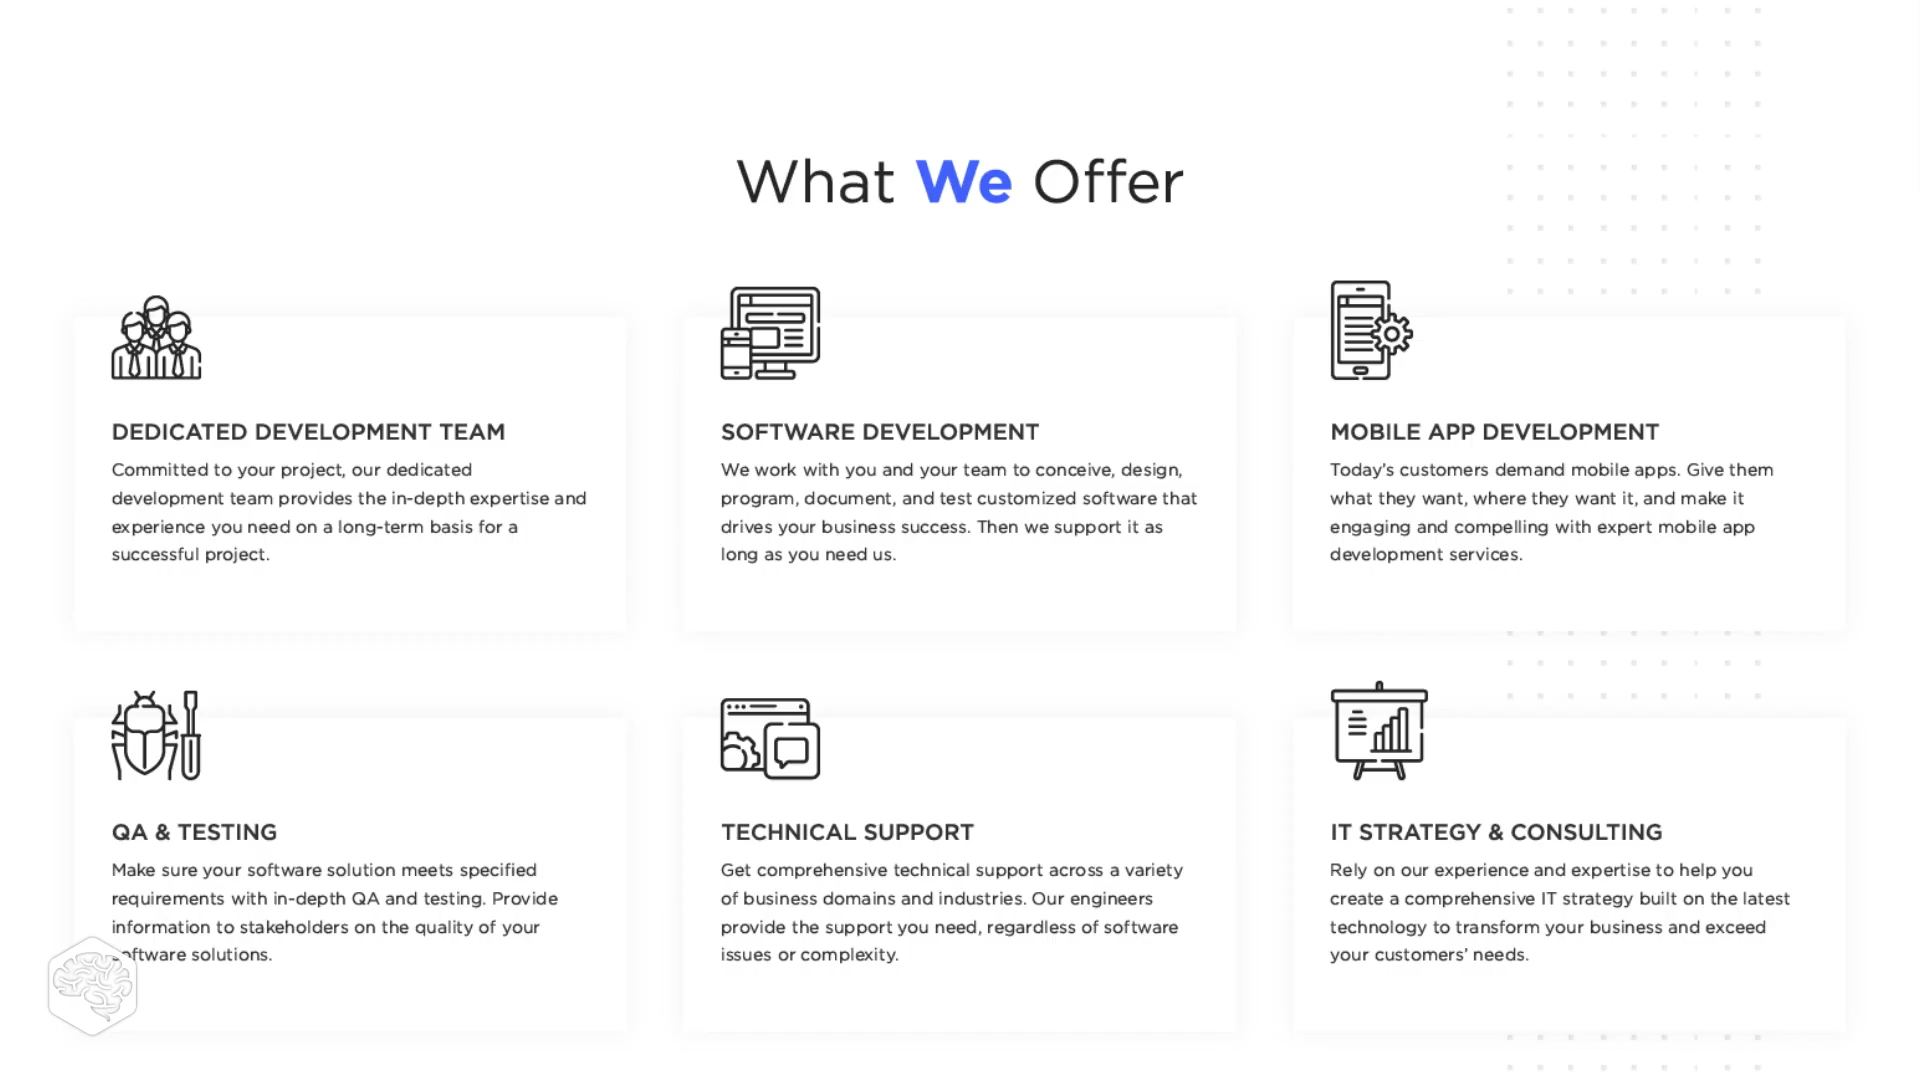 What We Offer
DEDICATED DEVELOPMENT TEAM
Committed to your project, our dedicated
development team provides the in-depth expertise and
experience you need on a long-term basis for a
successful project.
SOFTWARE DEVELOPMENT
We work with you and your team to conceive, design,
program, document, and test customized software that
drives your business success. Then we support it as
long as you need us.
MOBILE APP DEVELOPMENT
Today's customers demand mobile apps. Give them
what they want, where they want it, and make it
engaging and compelling with expert mobile app
development services.
QA & TESTING
Make sure your software solution meets specified
requirements with in-depth QA and testing. Provide
information to stakeholders on the quality of your
software solutions.
TECHNICAL SUPPORT
Get comprehensive technical support across a variety
of business domains and industries. Our engineers
provide the support you need, regardless of software
issues or complexity.
IT STRATEGY & CONSULTING
Rely on our experience and expertise to help you
create a comprehensive IT strategy built on the latest
technology to transform your business and exceed
your customers' needs.